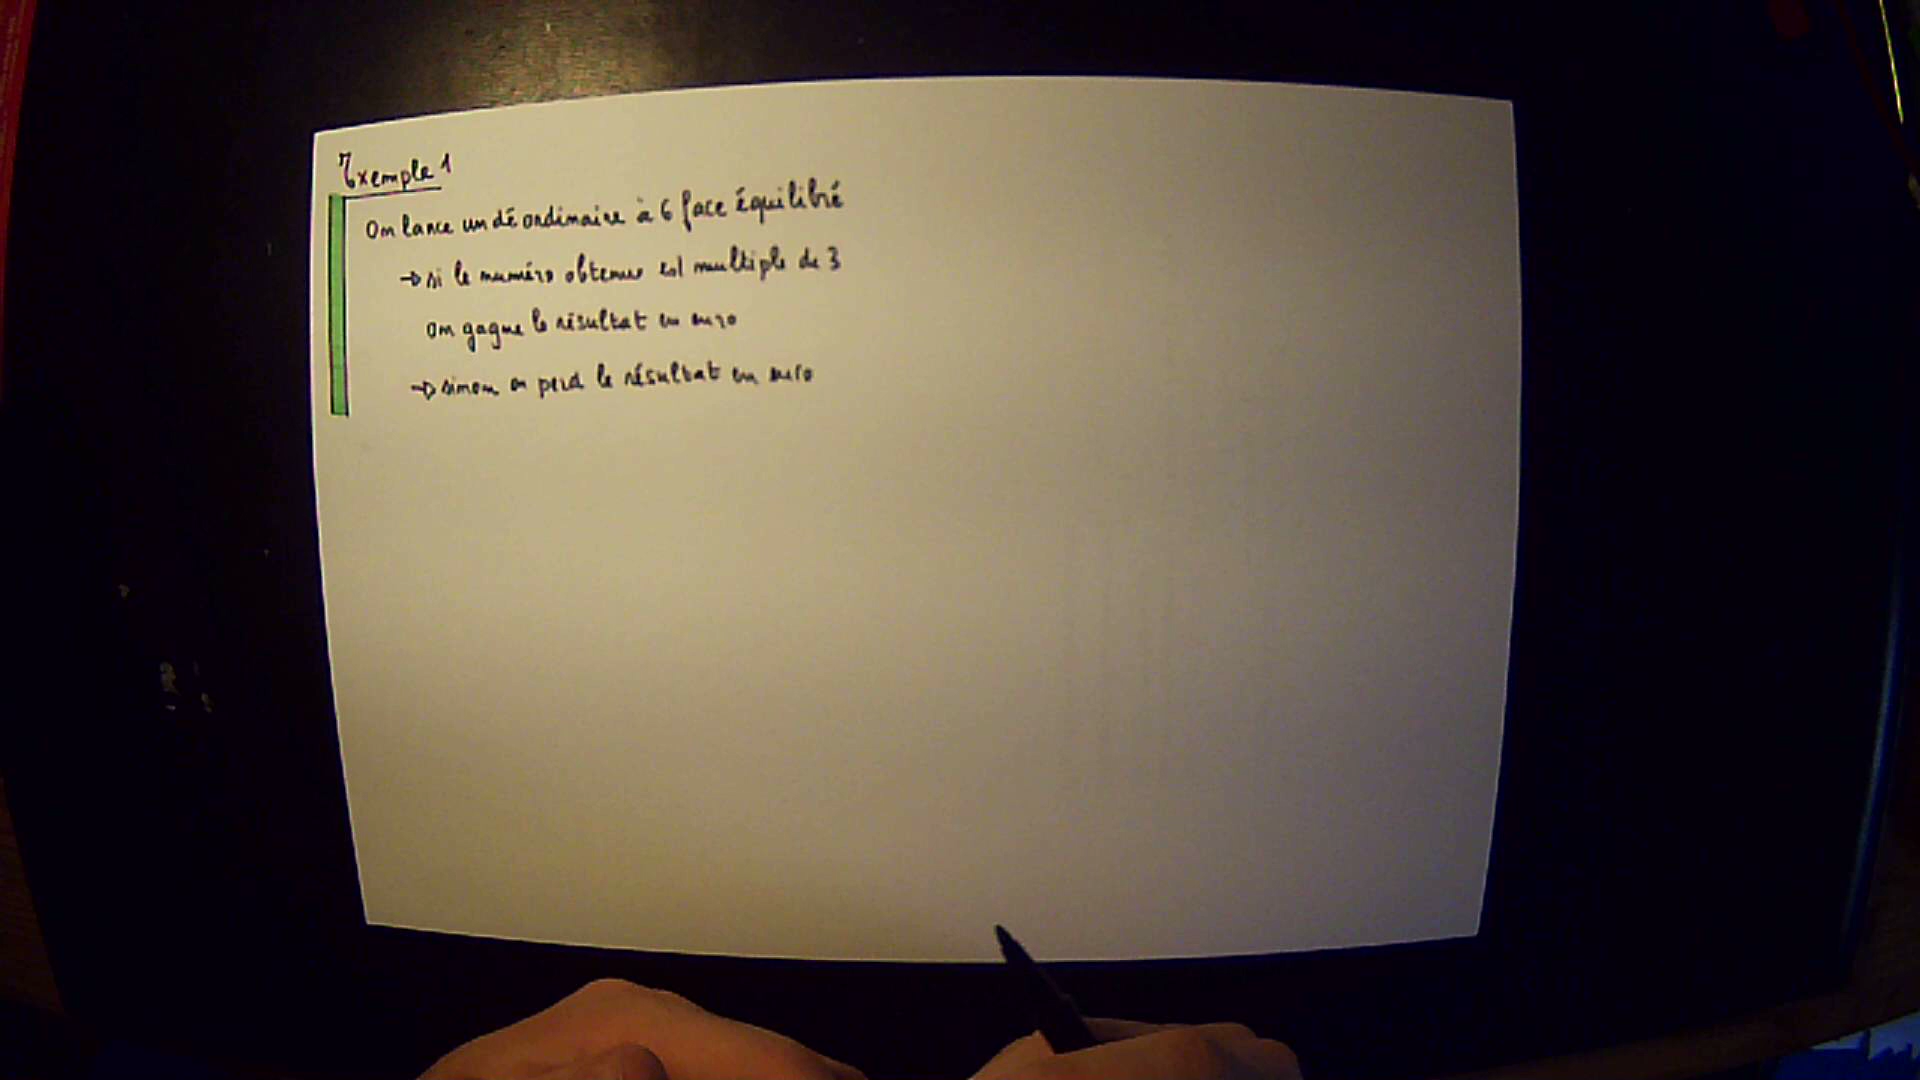 Exemple 1
On lance un dé ordinaire à 6 face équilibré
→ si le numéro obtenus est multiple de 3
on gagne le résultat en euro
→ sinon on perd le résultat en euro